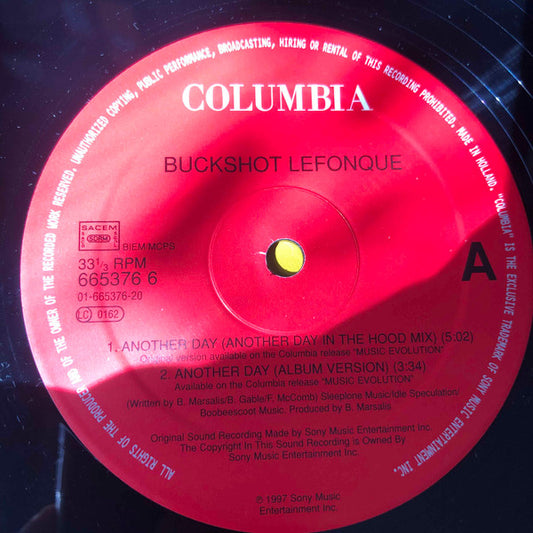 ALL RIGHTS OF THE PRODUCER AND OF THE OWNER OF THE RECORDED WORK RESERVED. UNAUTHORIZED COPYING, PUBLIC PERFORMANCE, BROADCASTING, HIRING OR RENTAL OF THIS RECORDING PROHIBITED. MADE IN HOLLAND. "COLUMBIA" IS THE EXCLUSIVE TRADEMARK OF SONY MUSIC ENTERTAINMENT INC.
COLUMBIA
BUCKSHOT LEFONQUE
SACEM
SDRM
BIEM/MCPS
33 1/3 RPM
665376 6
01-665376-20
LC 0162
A
1. ANOTHER DAY (ANOTHER DAY IN THE HOOD MIX) (5:02)
Original version available on the Columbia release "MUSIC EVOLUTION"
2. ANOTHER DAY (ALBUM VERSION) (3:34)
Available on the Columbia release "MUSIC EVOLUTION"
(Written by B. Marsalis/B. Gable/F. McComb) Sleeplone Music/Idle Speculation/
Boobeescoot Music. Produced by B. Marsalis.
Original Sound Recording Made by Sony Music Entertainment Inc.
The Copyright In This Sound Recording is Owned By
Sony Music Entertainment Inc.
℗ 1997 Sony Music
Entertainment Inc.